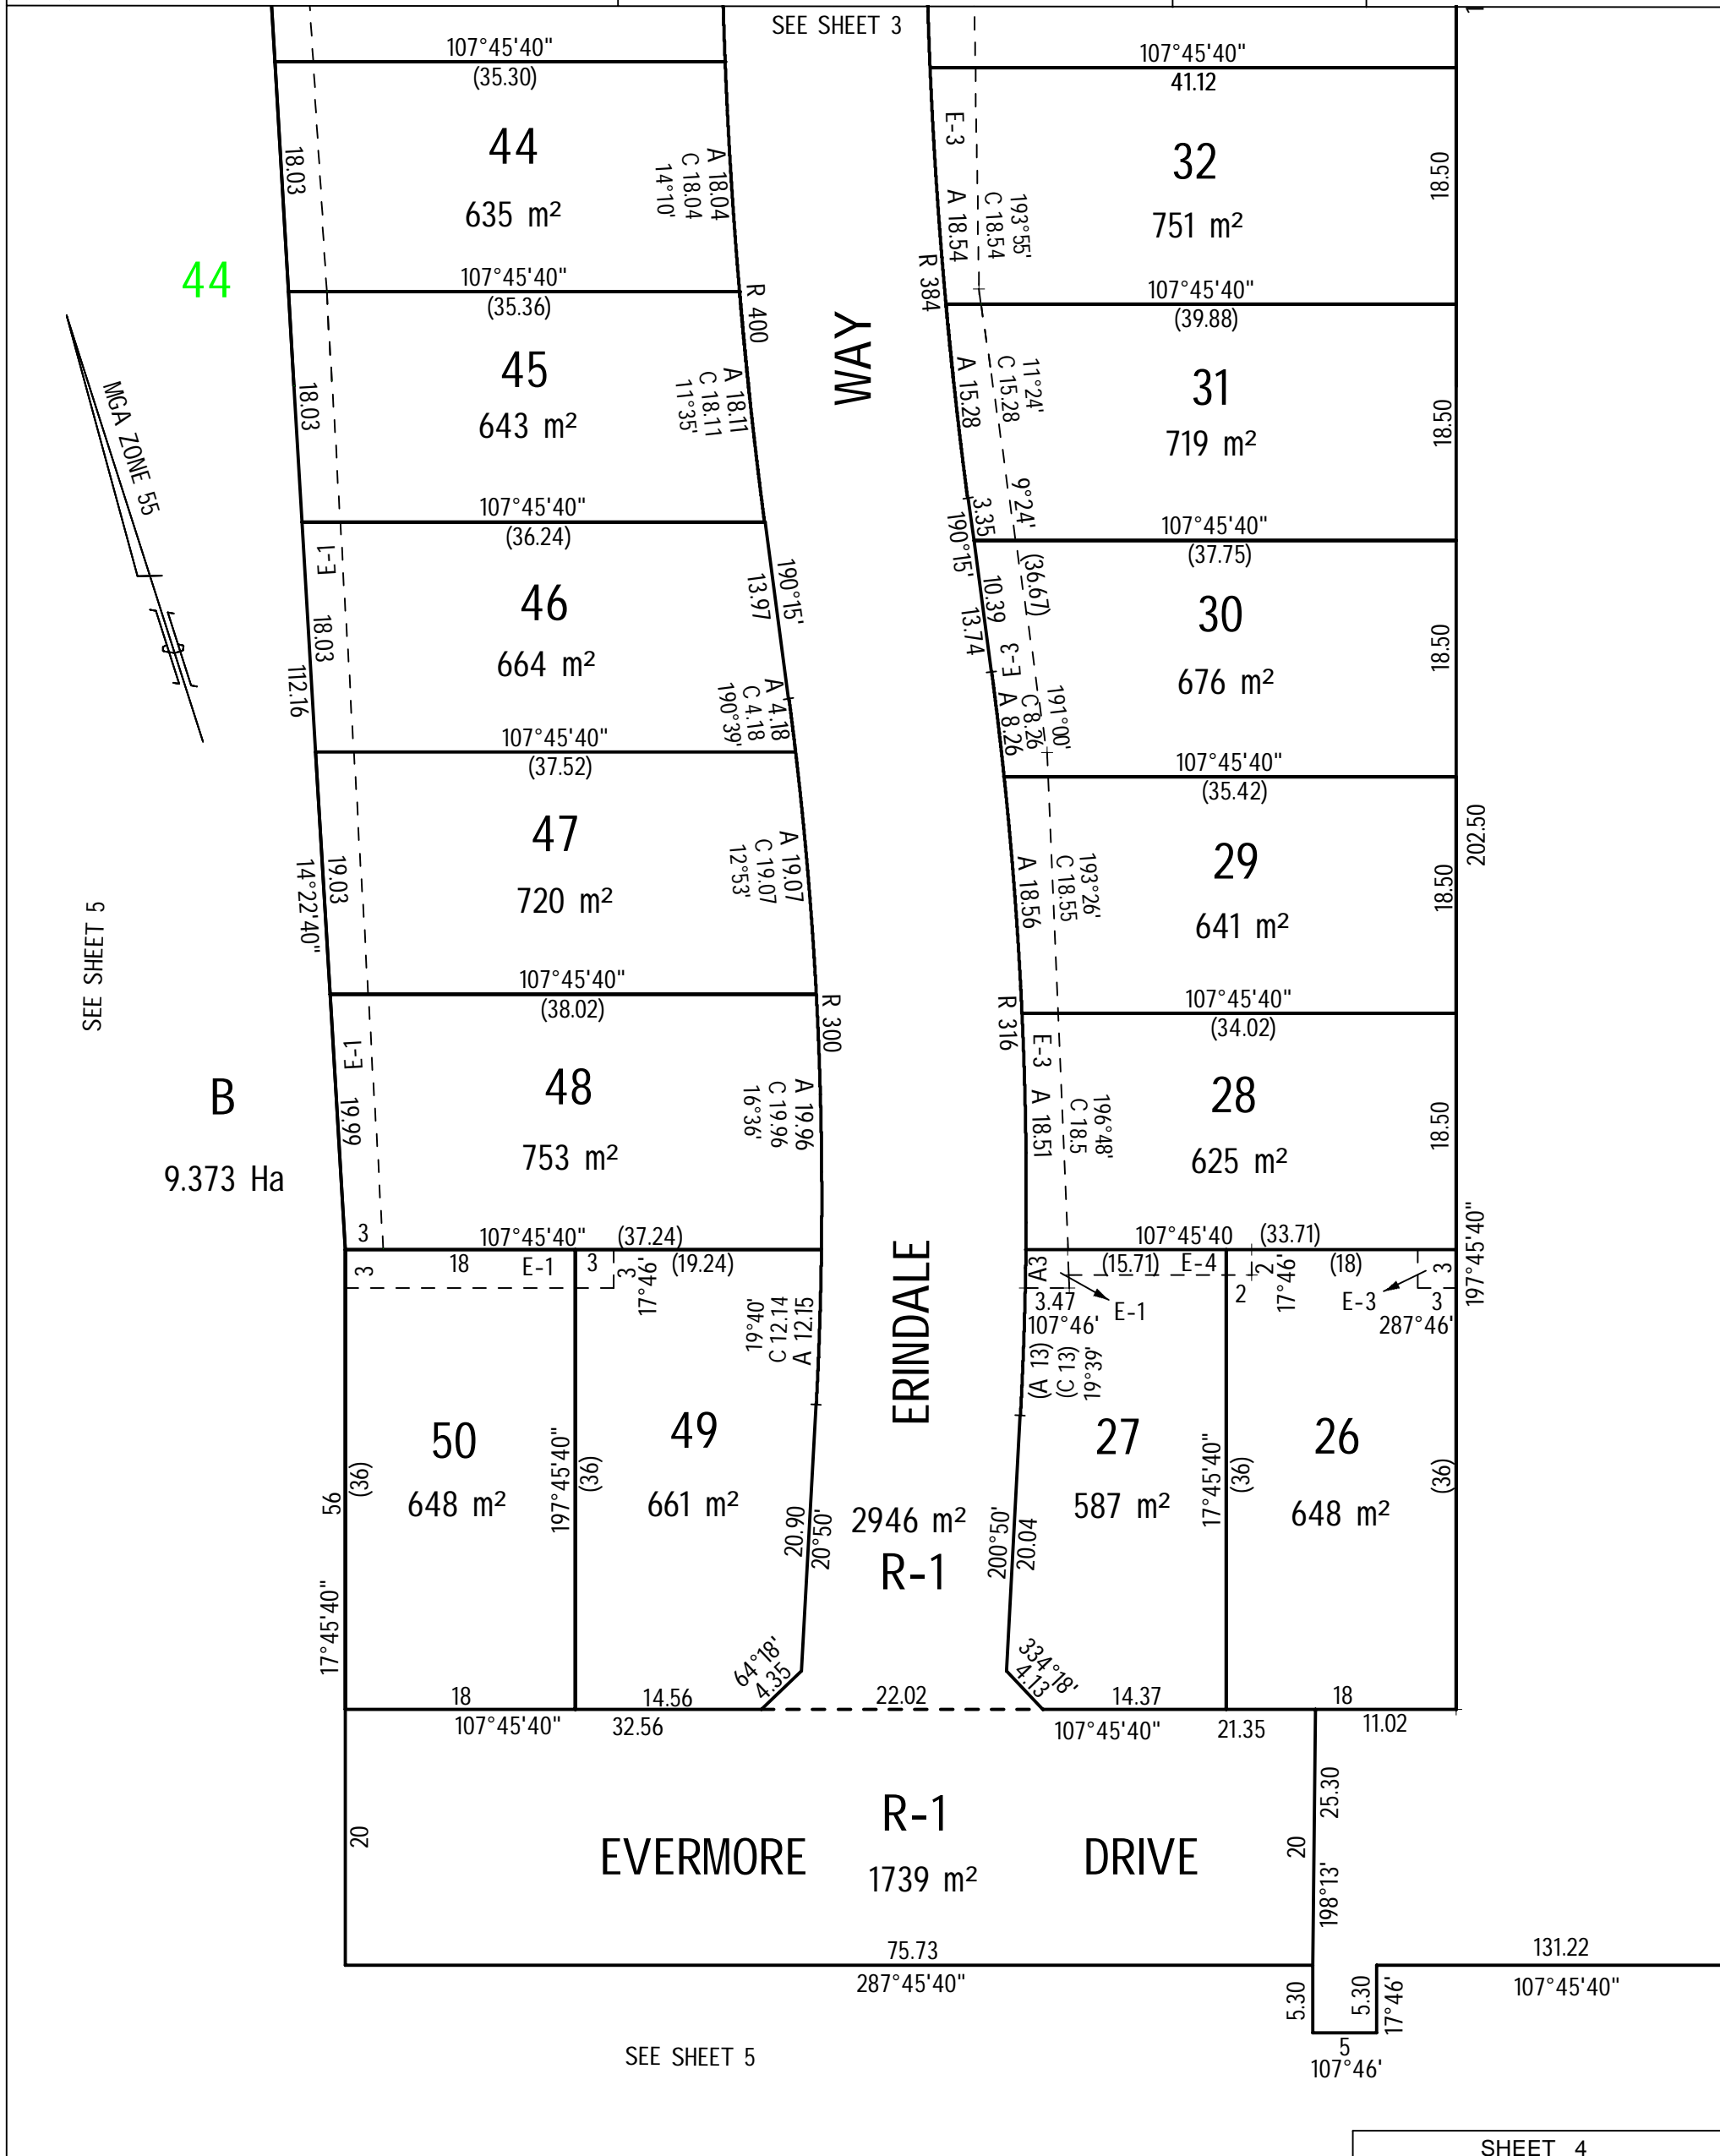 SEE SHEET 3
107°45'40"
(35.30)
107°45'40"
41.12
44
635 m²
18.03
A 18.04
C 18.04
14°10'
E-3
A 18.54
C 18.54
193°55'
32
751 m²
18.50
44
107°45'40"
(35.36)
R 400
R 384
107°45'40"
(39.88)
MGA ZONE 55
45
643 m²
18.03
A 18.11
C 18.11
11°35'
WAY
A 15.28
C 15.28
11°24'
31
719 m²
18.50
9°24'
(36.67)
3.35
190°15'
107°45'40"
(36.24)
107°45'40"
(37.75)
E-1
46
664 m²
18.03
112.16
13.97
190°15'
A 4.18
C 4.18
190°39'
10.39
13.74
E-3
A 8.26
C 8.26
191°00'
30
676 m²
18.50
107°45'40"
(37.52)
107°45'40"
(35.42)
47
720 m²
19.03
14°22'40"
A 19.07
C 19.07
12°53'
A 18.56
C 18.55
193°26'
29
641 m²
18.50
202.50
SEE SHEET 5
107°45'40"
(38.02)
R 300
R 316
107°45'40"
(34.02)
E-1
19.99
48
753 m²
A 19.96
C 19.96
16°36'
E-3
A 18.51
C 18.5
196°48'
28
625 m²
18.50
B
9.373 Ha
3
107°45'40"
(37.24)
107°45'40
(33.71)
197°45'40"
3
18
E-1
3
3
17°46'
(19.24)
A3
(15.71)
E-4
2
17°46'
(18)
3
3.47
107°46'
E-1
2
E-3
3
287°46'
19°40'
C 12.14
A 12.15
ERINDALE
(A 13)
(C 13)
19°39'
50
648 m²
(36)
56
17°45'40"
197°45'40"
(36)
49
661 m²
20.90
20°50'
2946 m²
R-1
200°50'
20.04
27
587 m²
17°45'40"
(36)
26
648 m²
(36)
64°18'
4.35
334°18'
4.13
18
14.56
22.02
14.37
18
107°45'40"
32.56
107°45'40"
21.35
11.02
20
R-1
EVERMORE
DRIVE
1739 m²
20
25.30
198°13'
75.73
287°45'40"
131.22
107°45'40"
5.30
5.30
17°46'
5
107°46'
SEE SHEET 5
SHEET 4